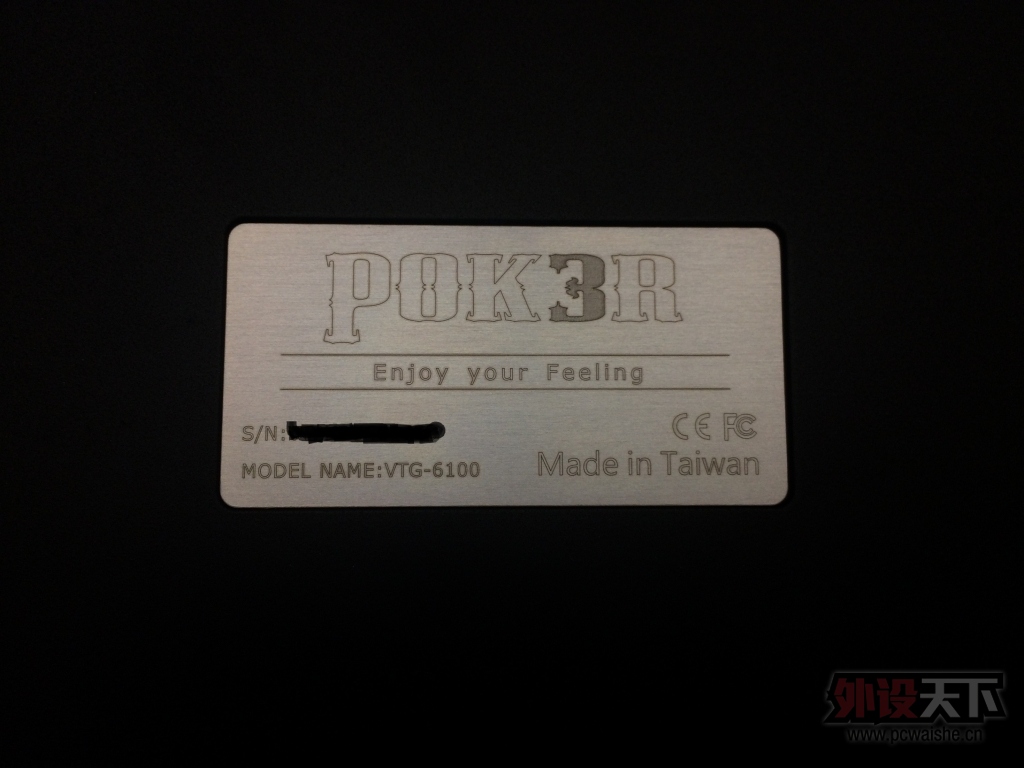 POK3R
Enjoy your Feeling
S/N:
CE FC
MODEL NAME:VTG-6100
Made in Taiwan
外设天下
www.pcwaishe.cn